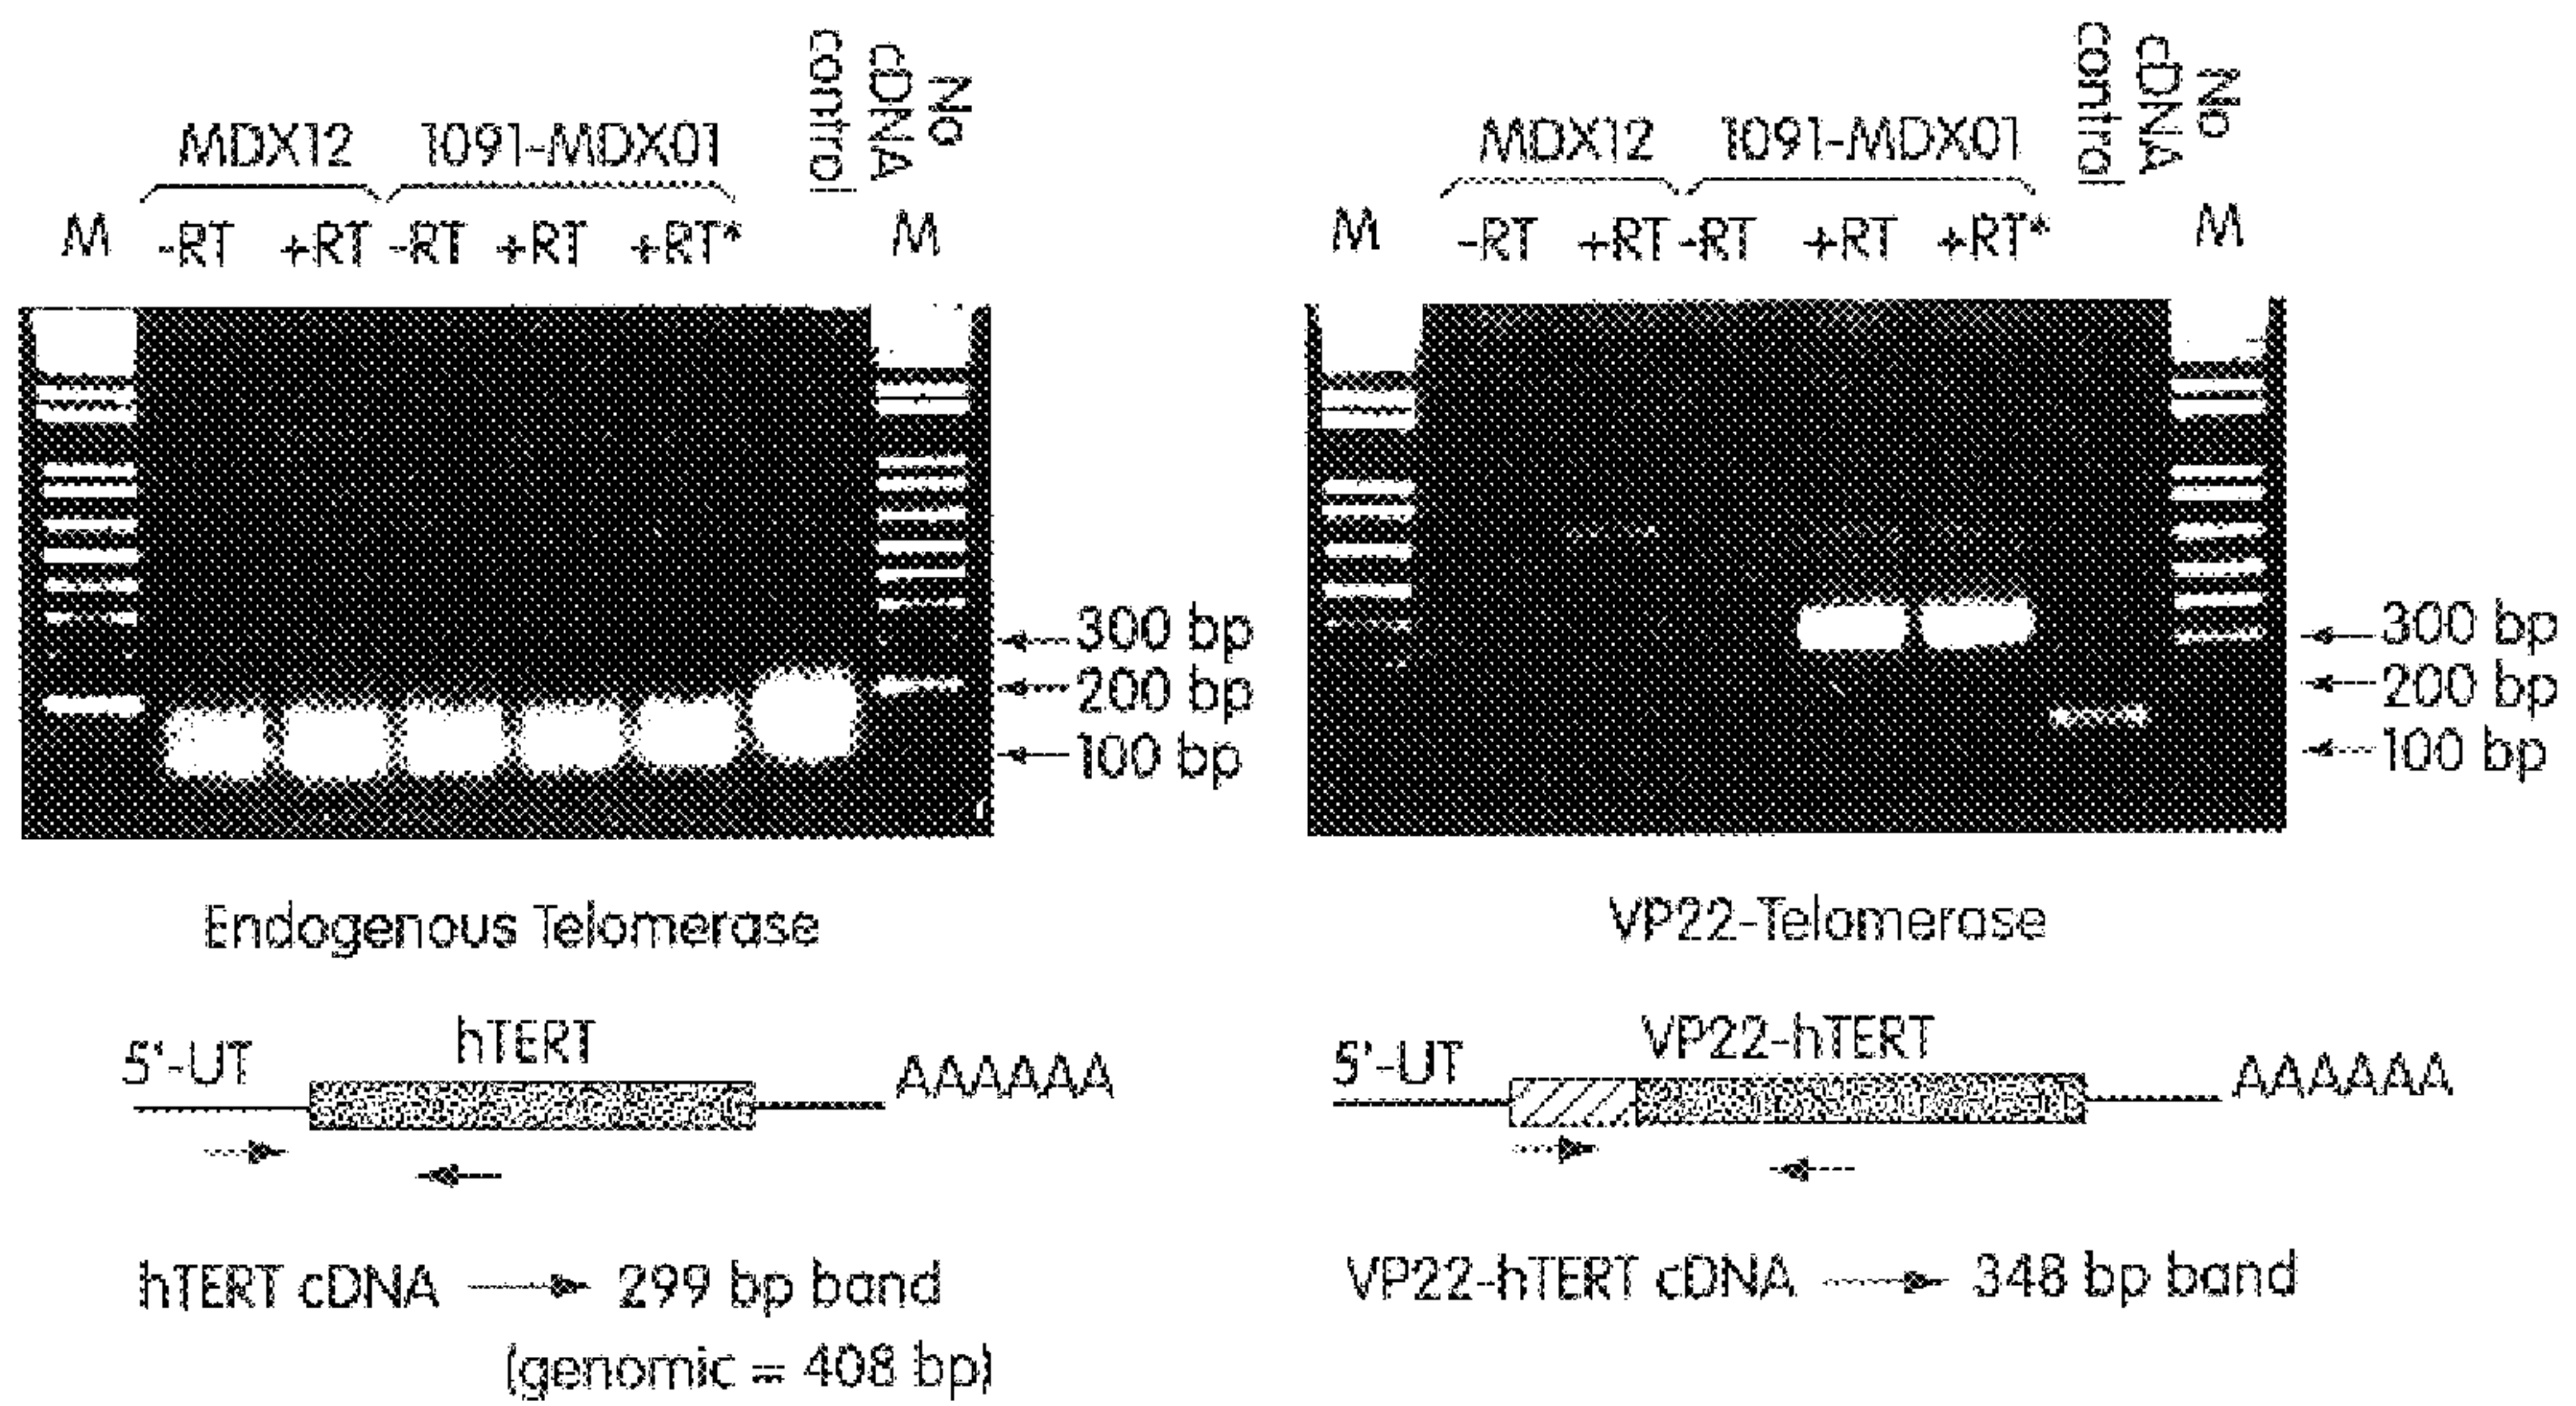 MDX12 1091-MDX01 No cDNA control
M -RT +RT -RT +RT +RT* M
300 bp
200 bp
100 bp
Endogenous Telomerase
5'-UT hTERT AAAAAA
hTERT cDNA 299 bp band
(genomic = 408 bp)
MDX12 1091-MDX01 No cDNA control
M -RT +RT -RT +RT +RT* M
300 bp
200 bp
100 bp
VP22-Telomerase
5'-UT VP22-hTERT AAAAAA
VP22-hTERT cDNA 348 bp band